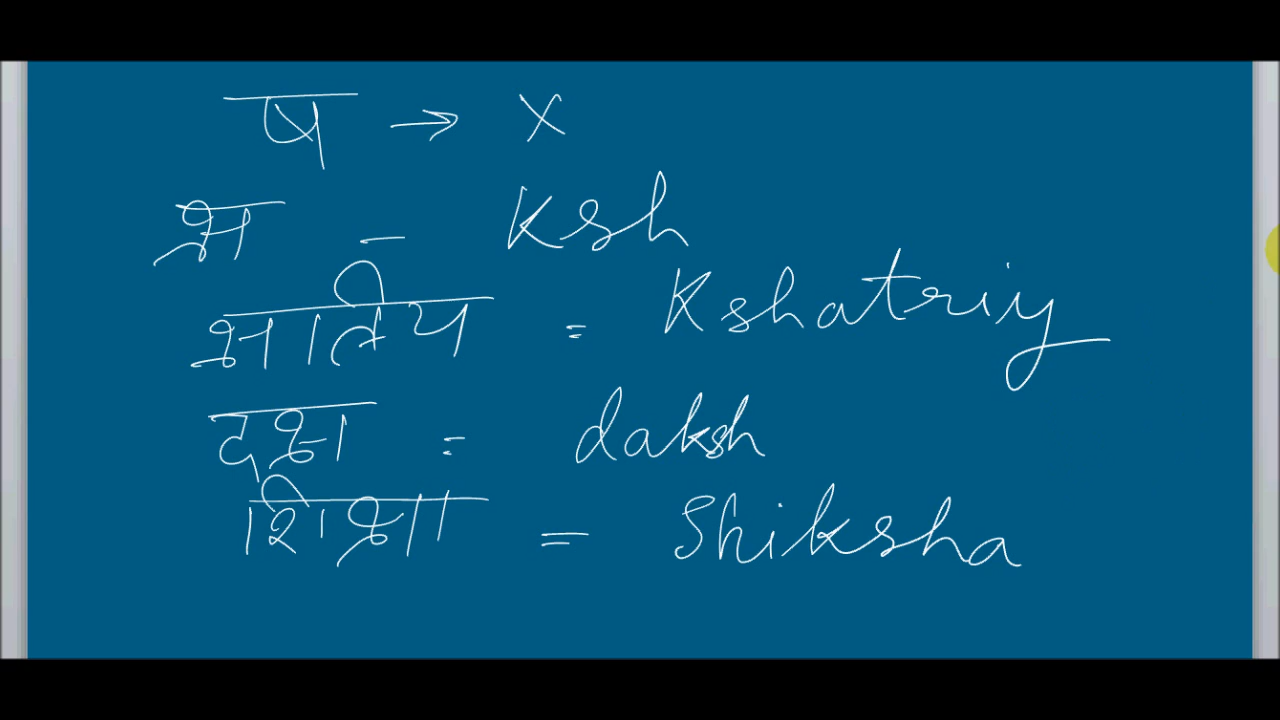 ष → x
क्ष - Ksh
क्षत्रिय = Kshatriy
दक्ष = daksh
शिक्षा = Shiksha